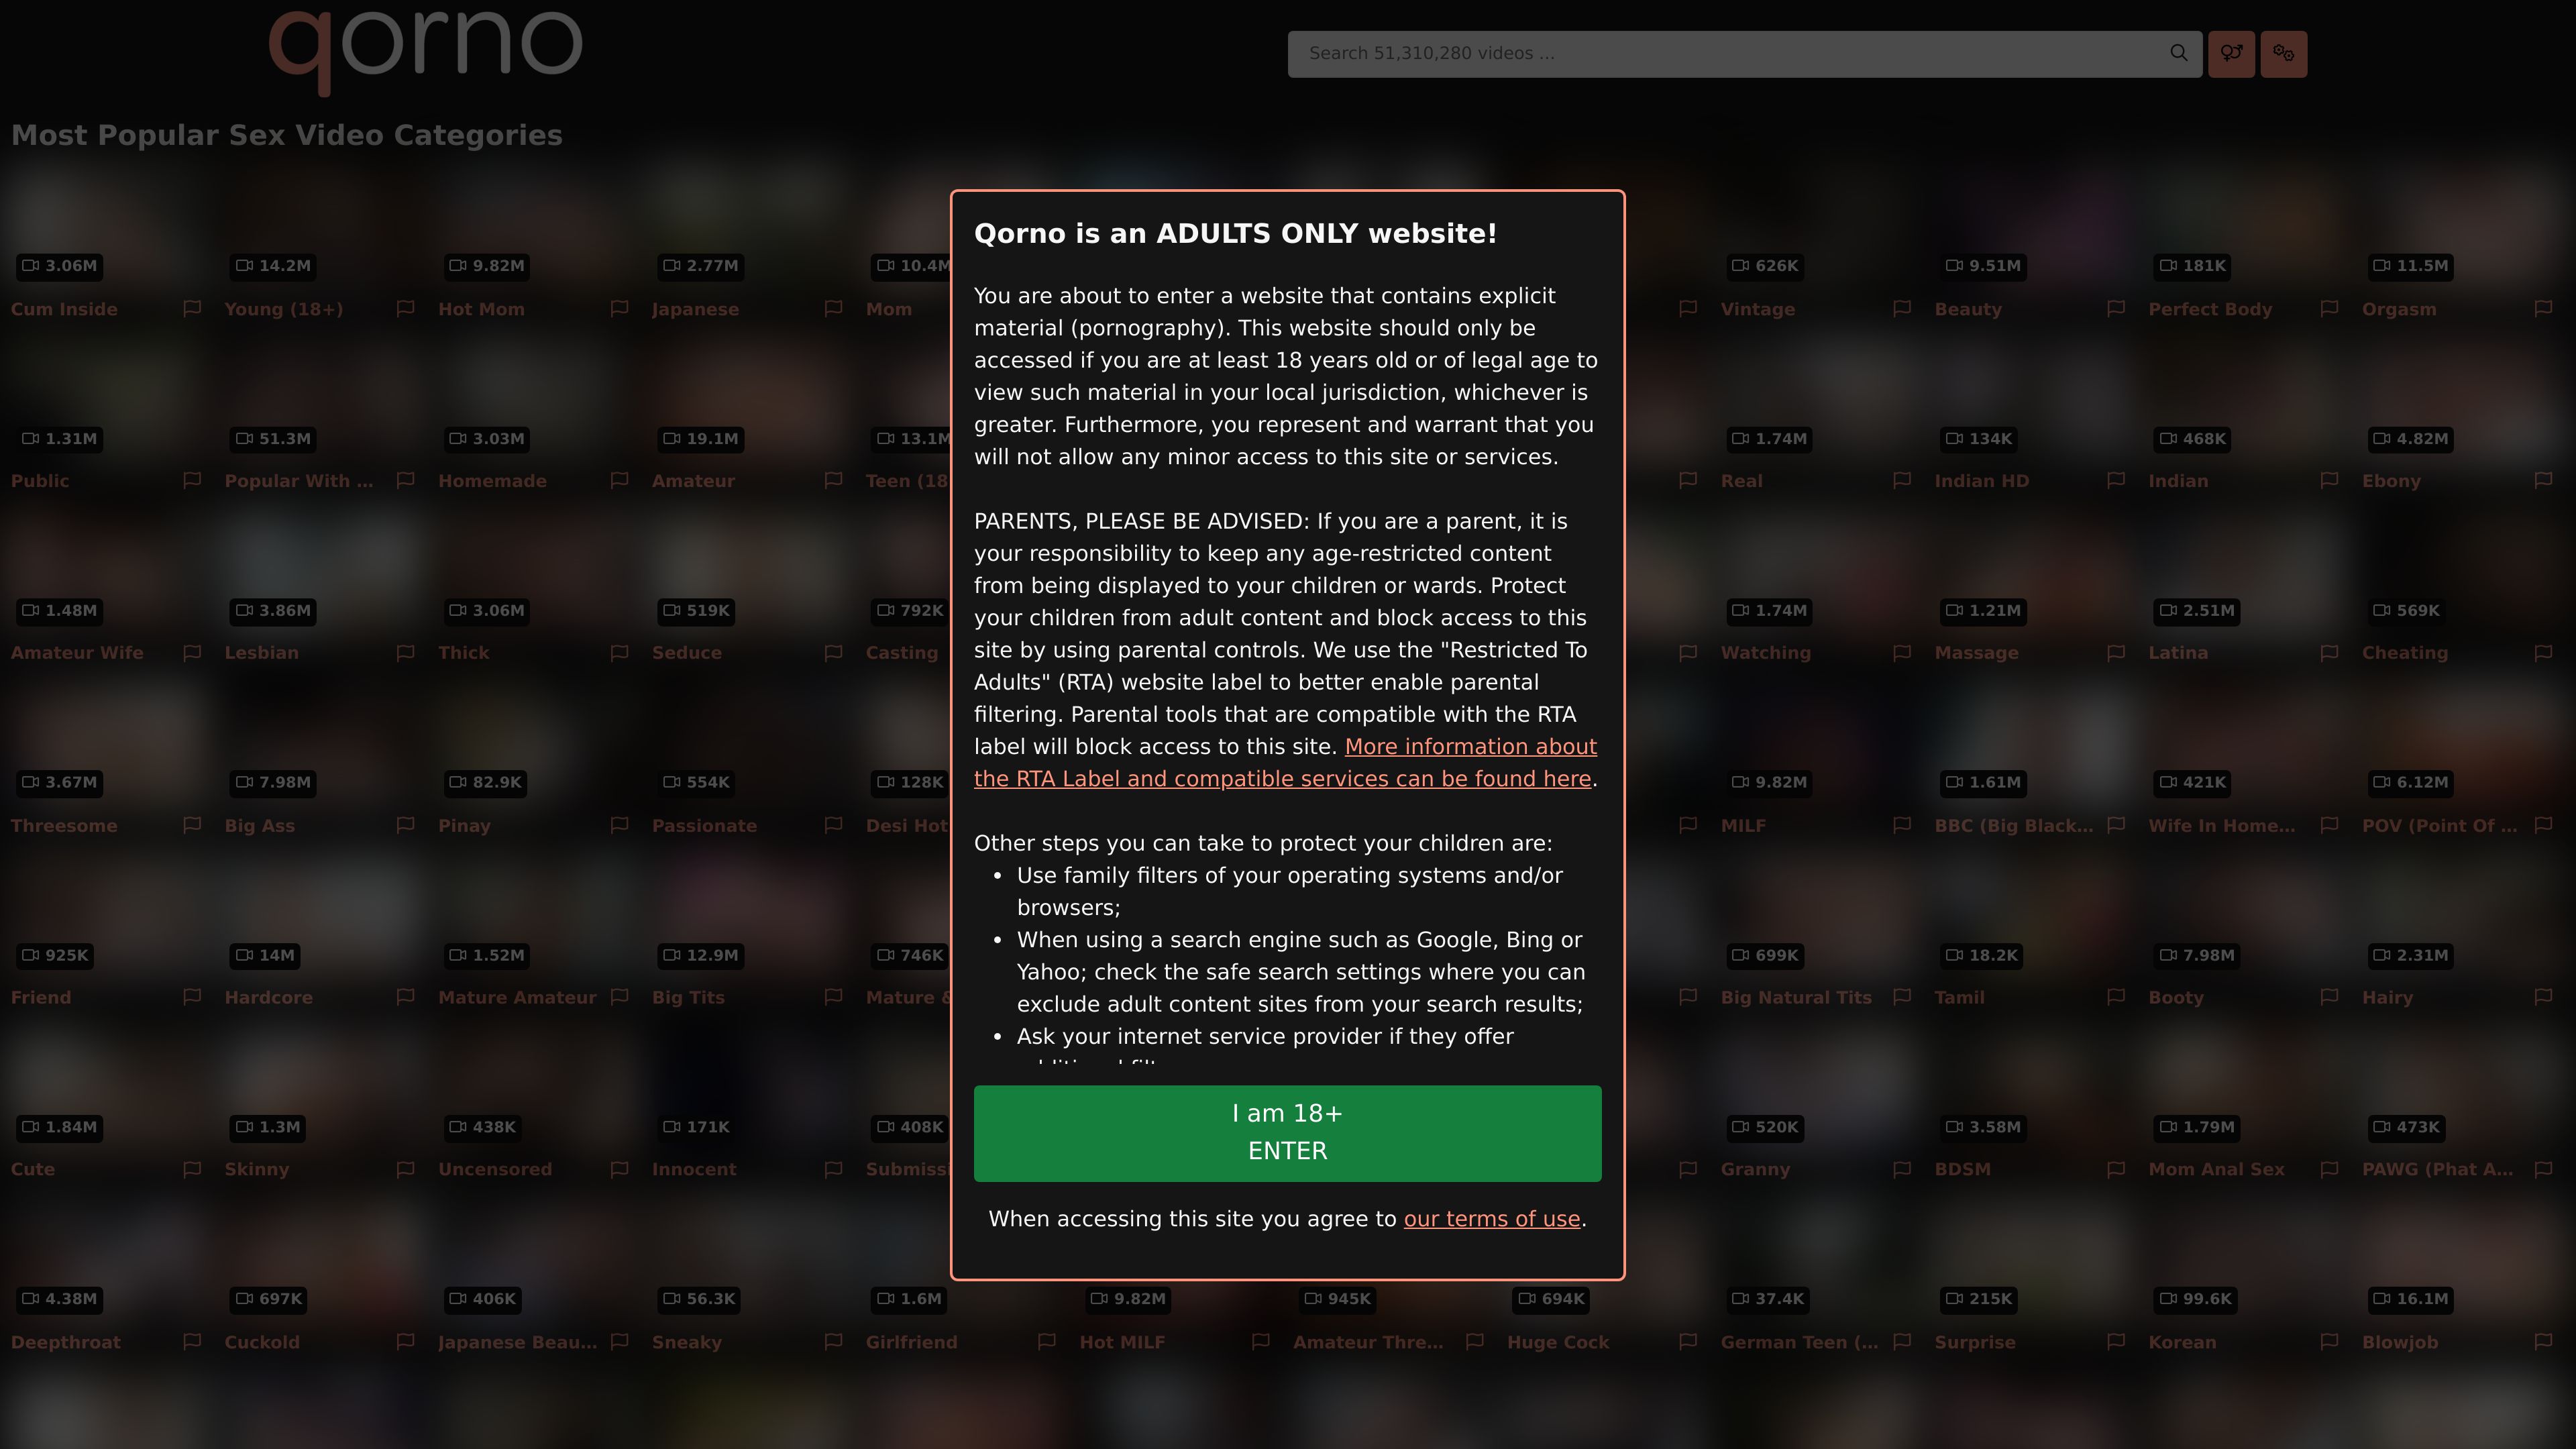 qorno
Search 51,310,280 videos ...
Most Popular Sex Video Categories
3.06M 14.2M 9.82M 2.77M 10.4M 626K 9.51M 181K 11.5M
Cum Inside Young (18+) Hot Mom Japanese Mom Vintage Beauty Perfect Body Orgasm
1.31M 51.3M 3.03M 19.1M 13.1M 1.74M 134K 468K 4.82M
Public Popular With ... Homemade Amateur Teen (18 Real Indian HD Indian Ebony
1.48M 3.86M 3.06M 519K 792K 1.74M 1.21M 2.51M 569K
Amateur Wife Lesbian Thick Seduce Casting Watching Massage Latina Cheating
3.67M 7.98M 82.9K 554K 128K 9.82M 1.61M 421K 6.12M
Threesome Big Ass Pinay Passionate Desi Hot MILF BBC (Big Black... Wife In Home... POV (Point Of ...
925K 14M 1.52M 12.9M 746K 699K 18.2K 7.98M 2.31M
Friend Hardcore Mature Amateur Big Tits Mature & Big Natural Tits Tamil Booty Hairy
1.84M 1.3M 438K 171K 408K 520K 3.58M 1.79M 473K
Cute Skinny Uncensored Innocent Submissi Granny BDSM Mom Anal Sex PAWG (Phat A...
4.38M 697K 406K 56.3K 1.6M 9.82M 945K 694K 37.4K 215K 99.6K 16.1M
Deepthroat Cuckold Japanese Beau... Sneaky Girlfriend Hot MILF Amateur Thre... Huge Cock German Teen (... Surprise Korean Blowjob
Qorno is an ADULTS ONLY website!
You are about to enter a website that contains explicit
material (pornography). This website should only be
accessed if you are at least 18 years old or of legal age to
view such material in your local jurisdiction, whichever is
greater. Furthermore, you represent and warrant that you
will not allow any minor access to this site or services.
PARENTS, PLEASE BE ADVISED: If you are a parent, it is
your responsibility to keep any age-restricted content
from being displayed to your children or wards. Protect
your children from adult content and block access to this
site by using parental controls. We use the "Restricted To
Adults" (RTA) website label to better enable parental
filtering. Parental tools that are compatible with the RTA
label will block access to this site. More information about
the RTA Label and compatible services can be found here.
Other steps you can take to protect your children are:
• Use family filters of your operating systems and/or
browsers;
• When using a search engine such as Google, Bing or
Yahoo; check the safe search settings where you can
exclude adult content sites from your search results;
• Ask your internet service provider if they offer
I am 18+
ENTER
When accessing this site you agree to our terms of use.